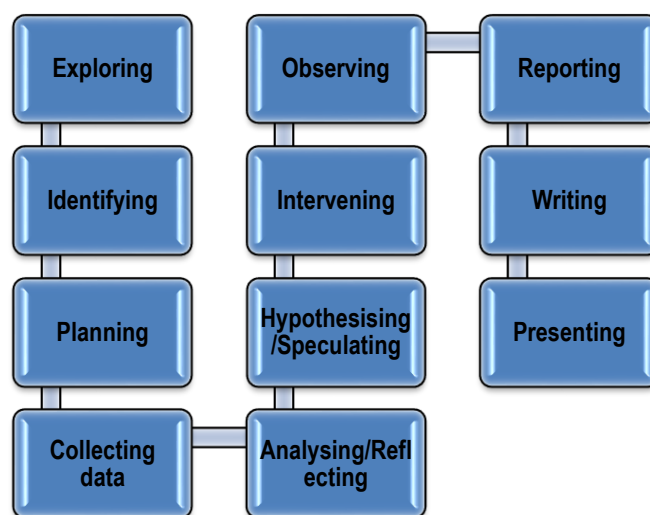 Exploring
Identifying
Planning
Collecting
data
Analysing/Refl
ecting
Hypothesising
/Speculating
Intervening
Observing
Reporting
Writing
Presenting